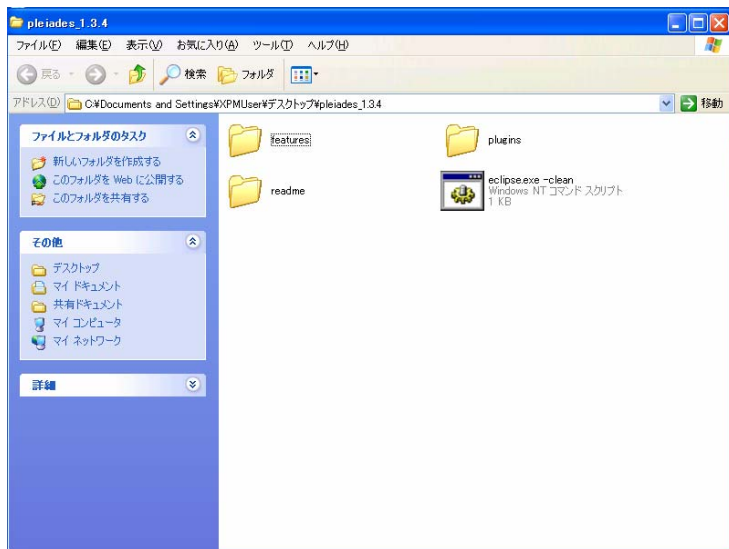 pleiades_1.3.4
ファイル(F) 編集(E) 表示(V) お気に入り(A) ツール(T) ヘルプ(H)
戻る 検索 フォルダ
アドレス(D) C:¥Documents and Settings¥XPMUser¥デスクトップ¥pleiades_1.3.4 移動
ファイルとフォルダのタスク
新しいフォルダを作成する
このフォルダを Web に公開する
このフォルダを共有する
その他
デスクトップ
マイ ドキュメント
共有ドキュメント
マイ コンピュータ
マイ ネットワーク
詳細
features
plugins
readme
eclipse.exe -clean
Windows NT コマンド スクリプト
1 KB